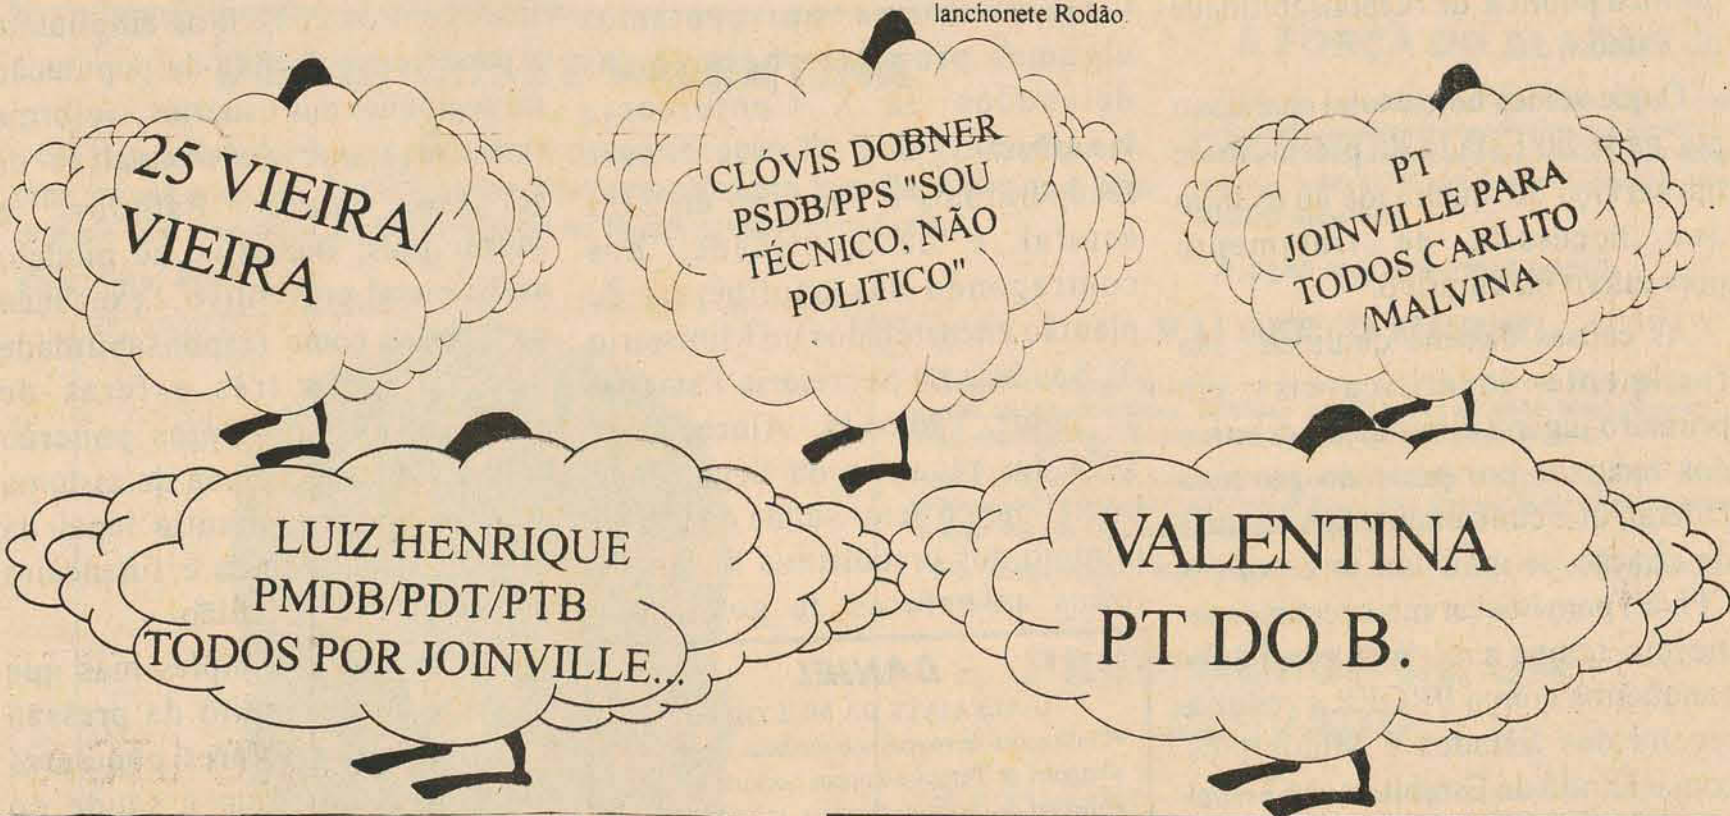 lanchonete Rodão.
25 VIEIRA/
VIEIRA
CLÓVIS DOBNER
PSDB/PPS "SOU
TÉCNICO, NÃO
POLITICO"
PT
JOINVILLE PARA
TODOS CARLITO
/MALVINA
LUIZ HENRIQUE
PMDB/PDT/PTB
TODOS POR JOINVILLE...
VALENTINA
PT DO B.